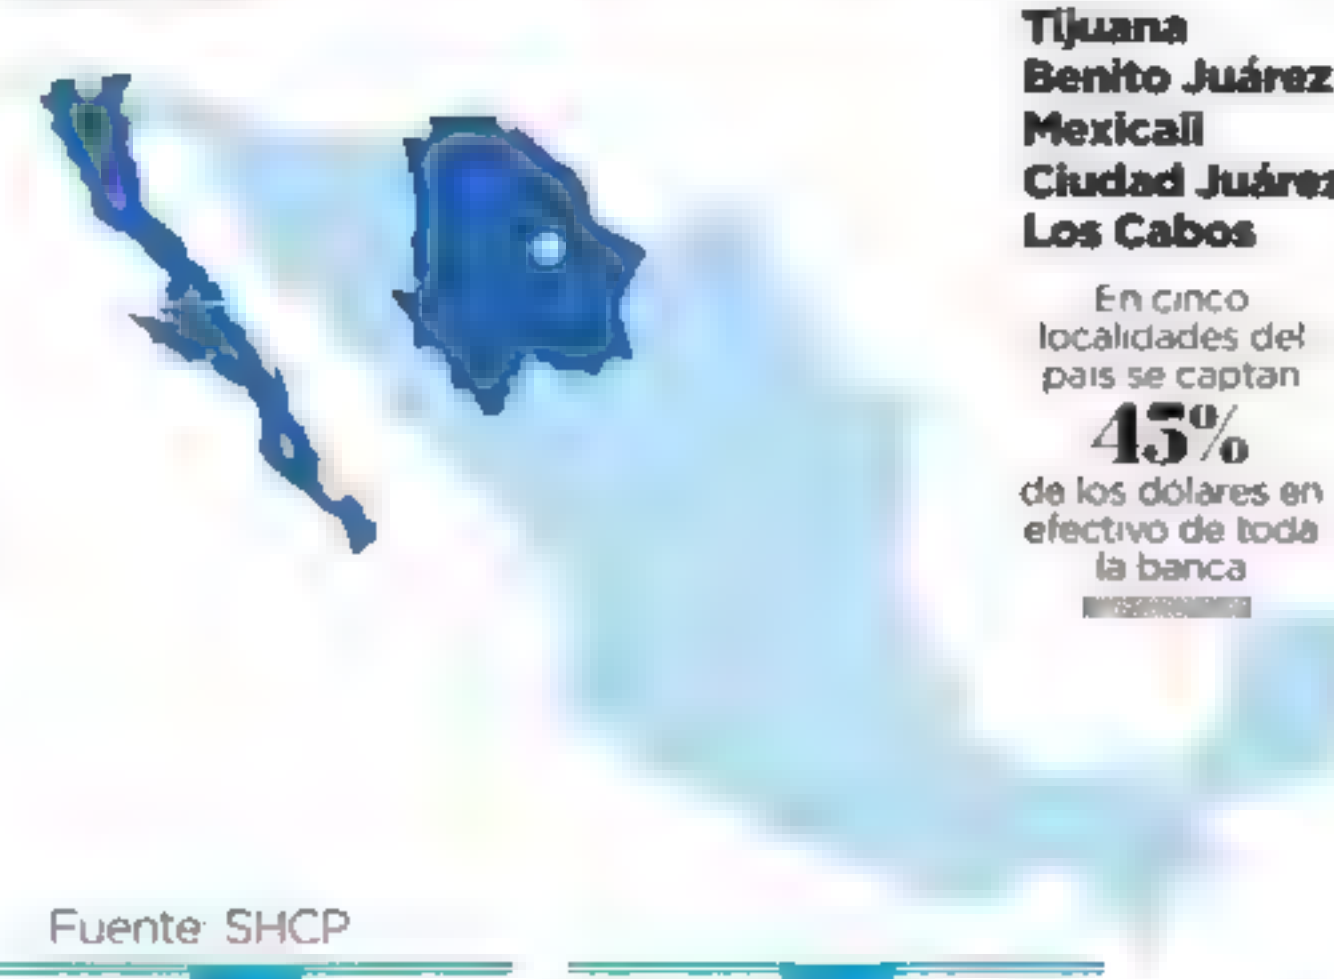 Tijuana
Benito Juárez
Mexicali
Ciudad Juárez
Los Cabos
En cinco
localidades del
país se captan
45%
de los dólares en
efectivo de toda
la banca
Fuente: SHCP